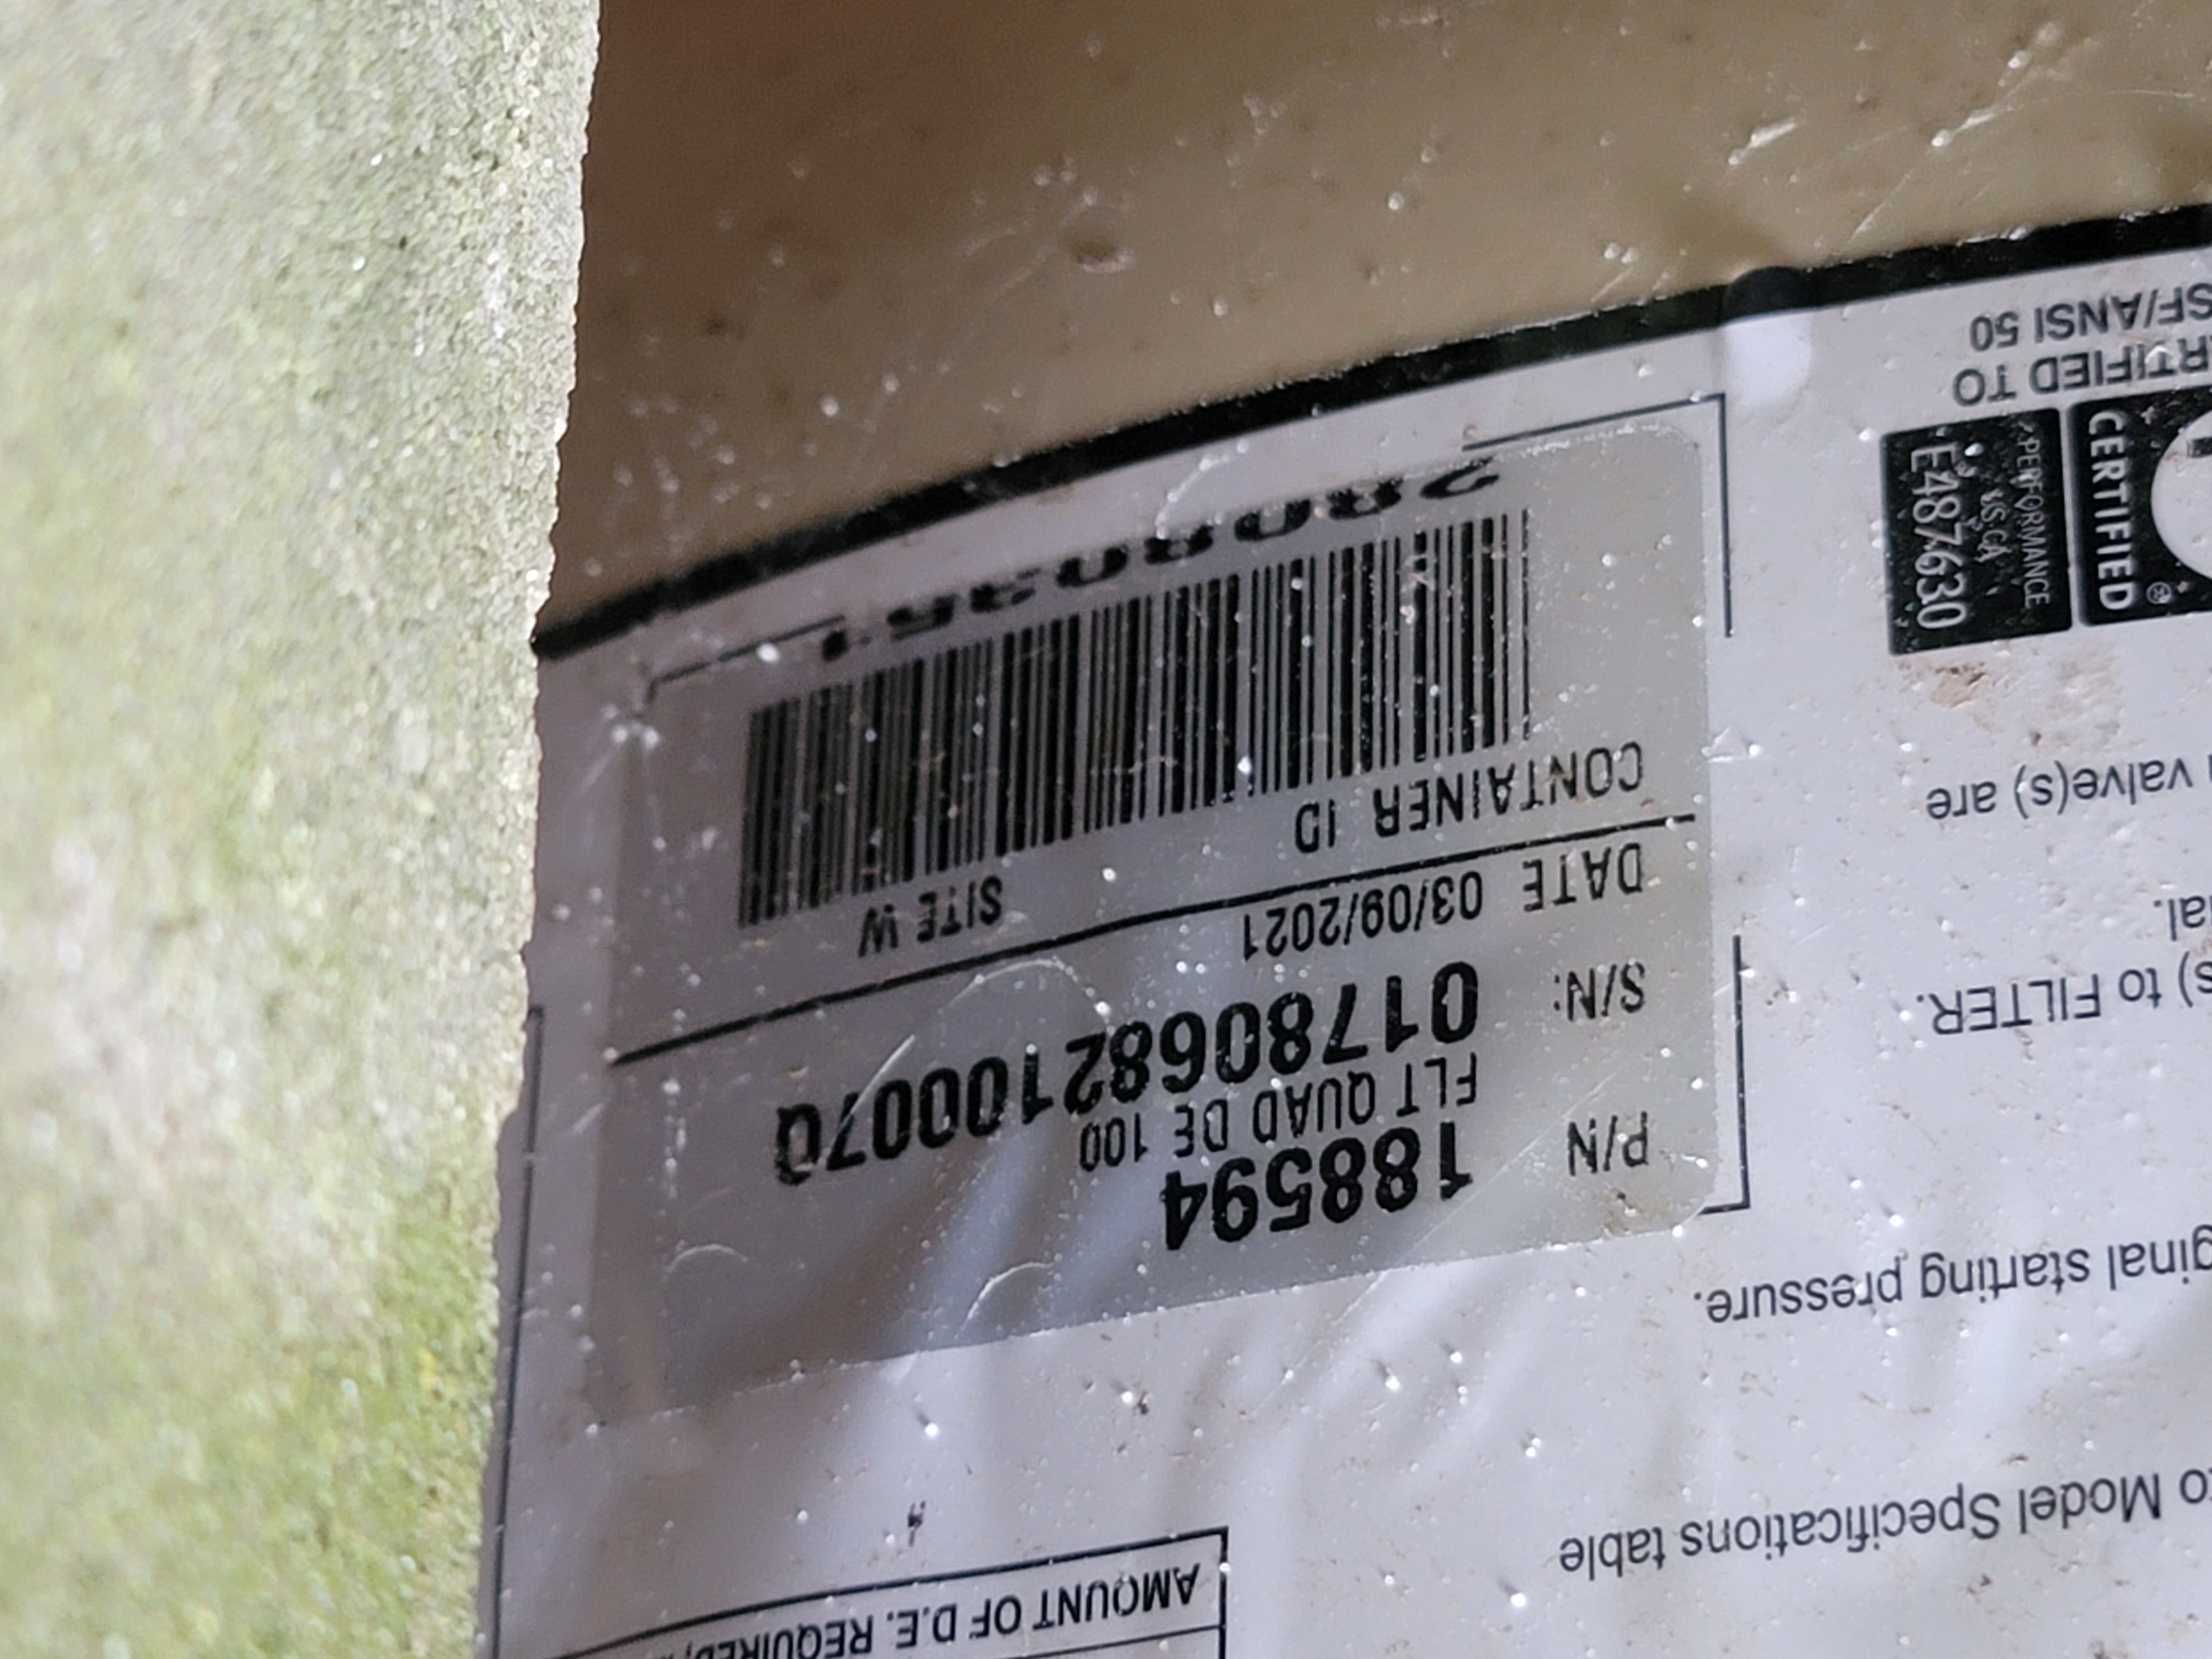 AMOUNT OF D.E. REQUIRED,
o Model Specifications table
ginal starting pressure.
P/N 188594
FLT QUAD DE 100
S/N: 0178068210007Q
DATE 03/09/2021
SITE W
CONTAINER ID
s) to FILTER.
al.
valve(s) are
CERTIFIED
PERFORMANCE
US, CA
E487630
RTIFIED TO
SF/ANSI 50